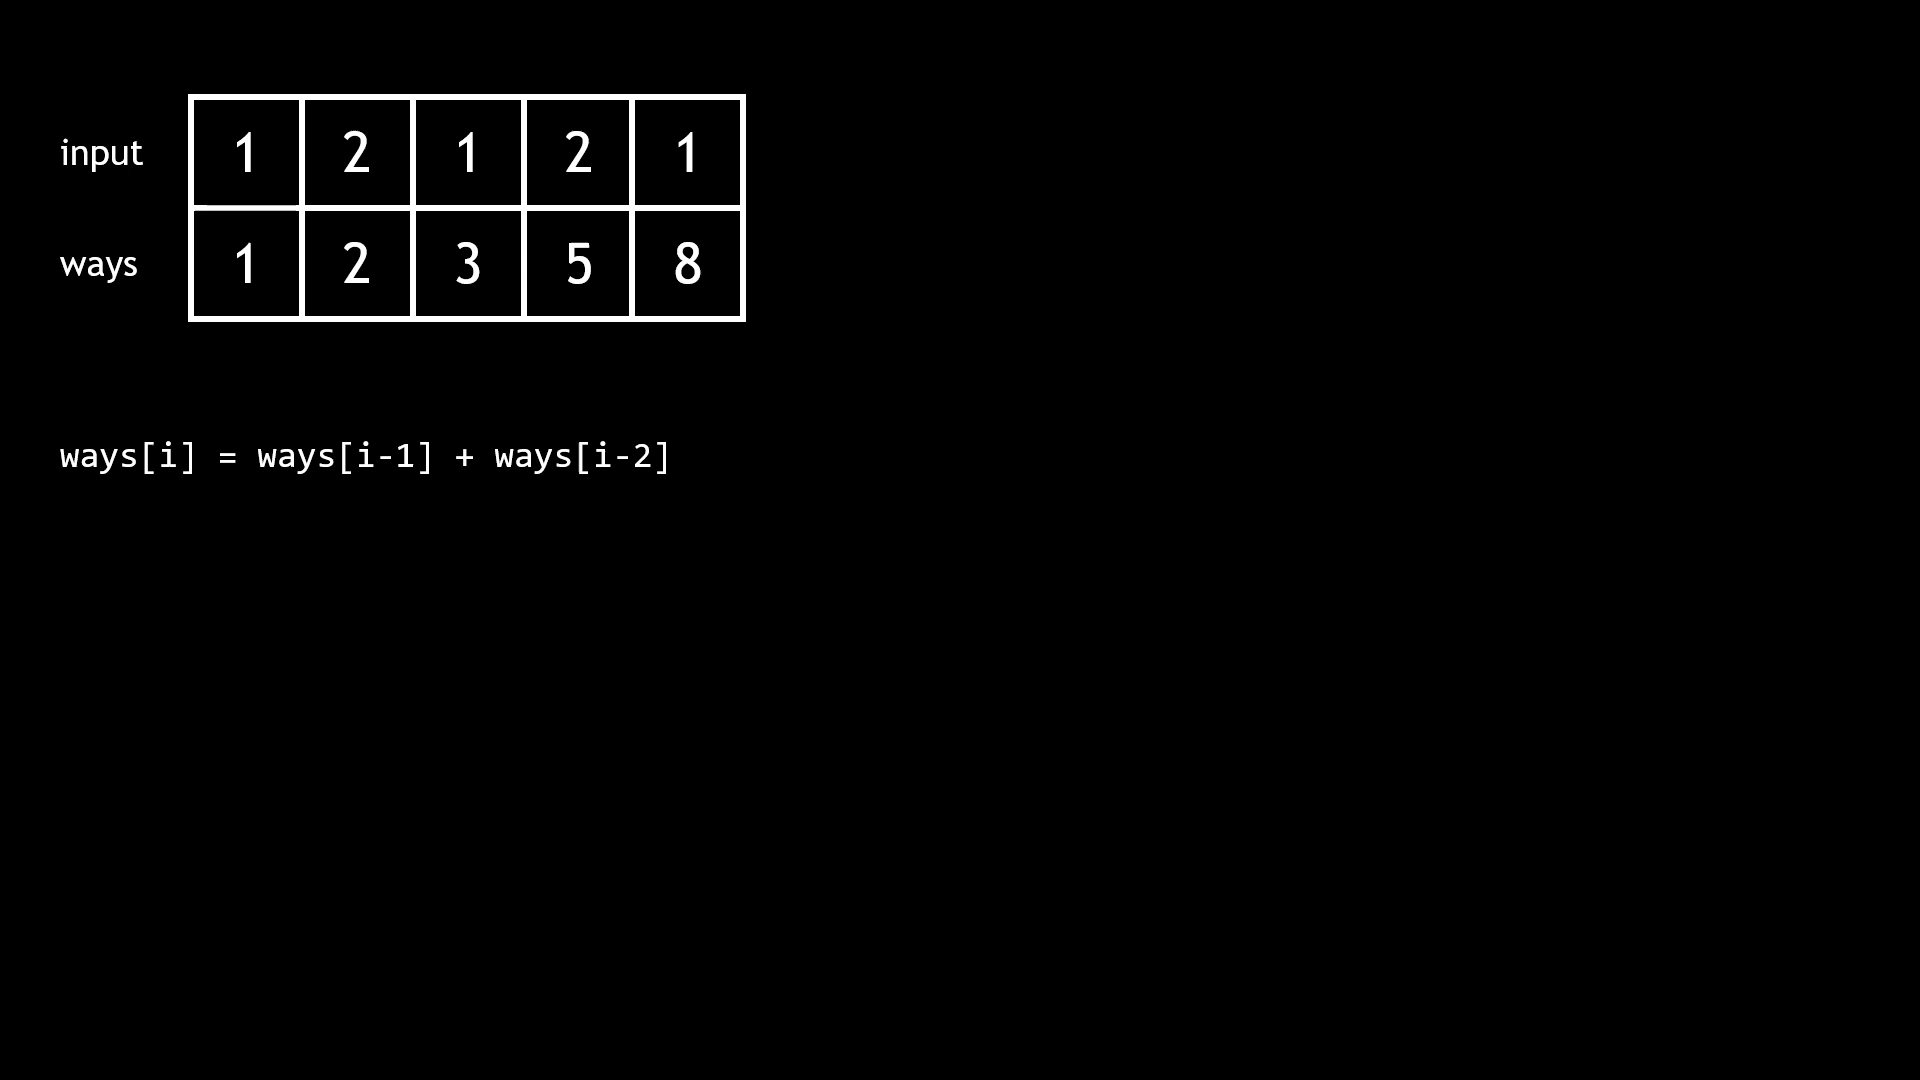 input 1 2 1 2 1
ways 1 2 3 5 8
ways[i] = ways[i-1] + ways[i-2]